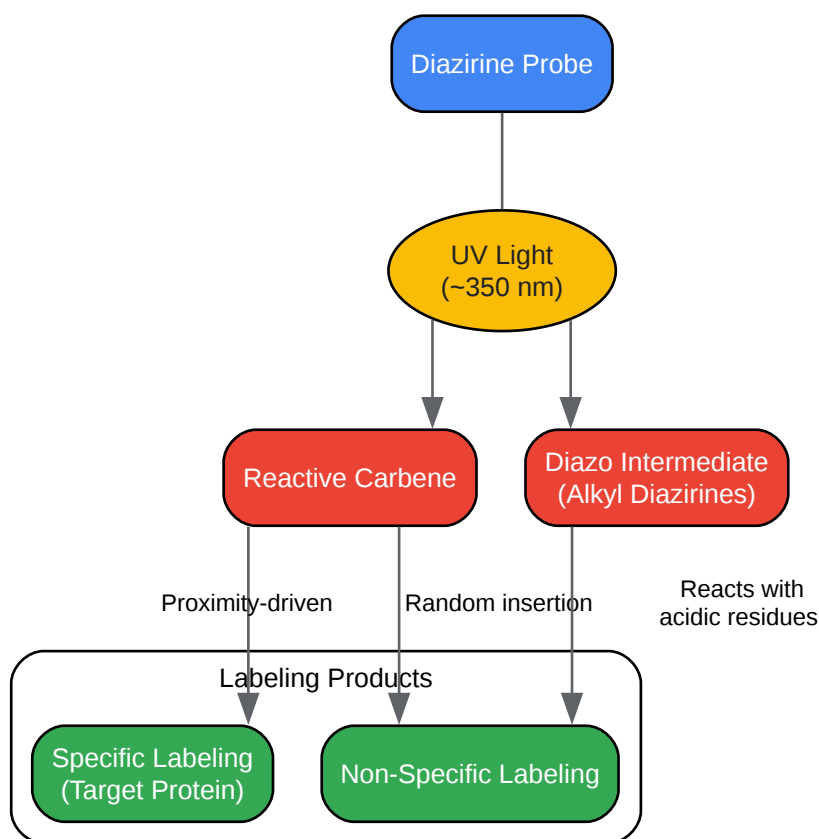 Diazirine Probe
UV Light
(~350 nm)
Reactive Carbene
Diazo Intermediate
(Alkyl Diazirines)
Proximity-driven
Random insertion
Reacts with
acidic residues
Labeling Products
Specific Labeling
(Target Protein)
Non-Specific Labeling